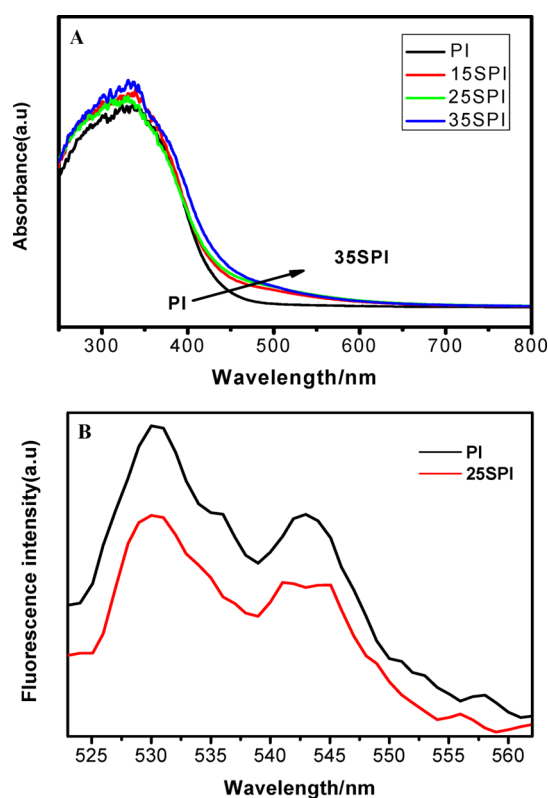 A
PI
15SPI
25SPI
35SPI
Absorbance(a.u)
35SPI
PI
300 400 500 600 700 800
Wavelength/nm
B
PI
25SPI
Fluorescence intensity(a.u)
525 530 535 540 545 550 555 560
Wavelength/nm